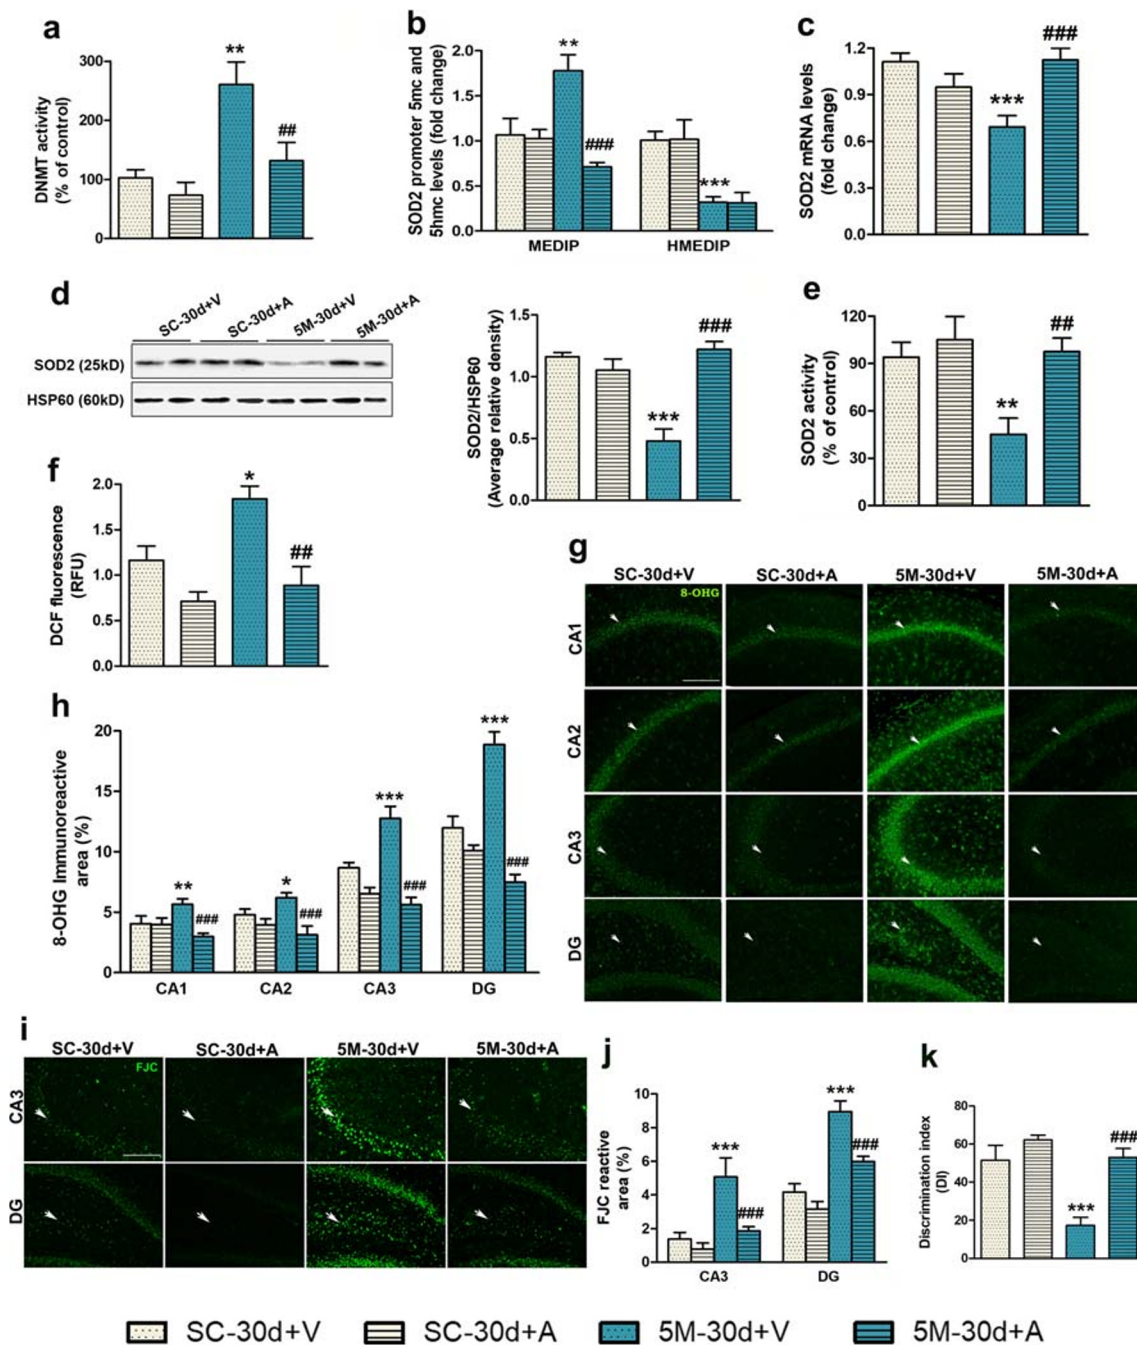 a
DNMT activity
(% of control)
300
200
100
0
**
##
b
SOD2 promoter 5mc and
5hmc levels (fold change)
2.0
1.5
1.0
0.5
0.0
**
###
***
MEDIP
HMEDIP
c
SOD2 mRNA levels
(fold change)
1.2
0.9
0.6
1.3
0.0
***
###
d
SC-30d+V
SC-30d+A
5M-30d+V
5M-30d+A
SOD2 (25kD)
HSP60 (60kD)
SOD2/HSP60
(Average relative density)
1.5
1.0
0.5
0.0
***
###
e
SOD2 activity
(% of control)
120
90
60
30
0
**
##
f
DCF fluorescence
(RFU)
2.0
1.5
1.0
0.5
0.0
*
##
g
SC-30d+V
SC-30d+A
5M-30d+V
5M-30d+A
8-OHG
CA1
CA2
CA3
DG
h
8-OHG Immunoreactive
area (%)
20
15
10
5
0
**
###
*
###
***
###
***
###
CA1
CA2
CA3
DG
i
SC-30d+V
SC-30d+A
5M-30d+V
5M-30d+A
FJC
CA3
DG
j
FJC reactive
area (%)
10
8
6
4
2
0
***
###
***
###
CA3
DG
k
Discrimination index
(DI)
80
60
40
20
0
***
###
SC-30d+V
SC-30d+A
5M-30d+V
5M-30d+A